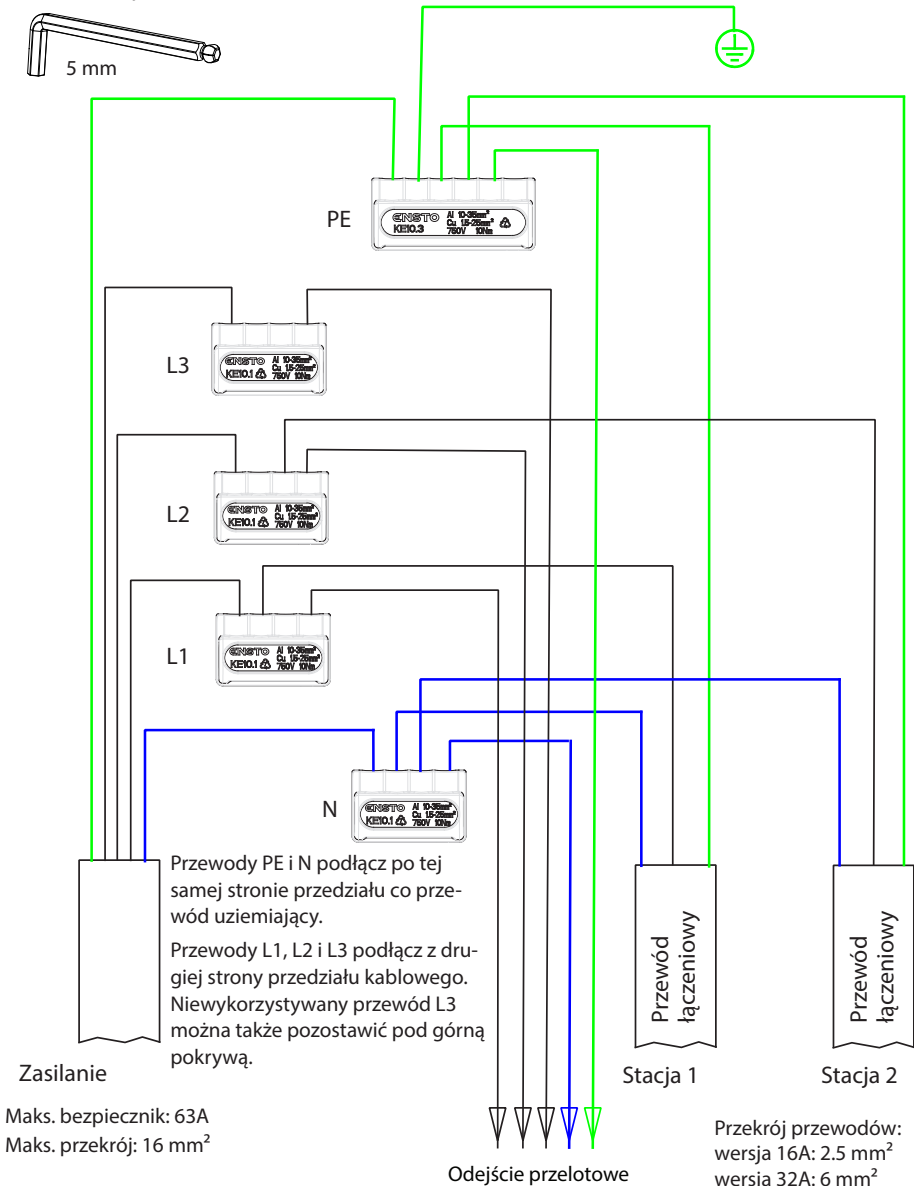 5 mm
PE
ENSTO
KE10.3
Al 10-35mm²
Cu 1.5-25mm²
750V 10Nm
L3
ENSTO
KE10.1
Al 10-35mm²
Cu 1.5-25mm²
750V 10Nm
L2
ENSTO
KE10.1
Al 10-35mm²
Cu 1.5-25mm²
750V 10Nm
L1
ENSTO
KE10.1
Al 10-35mm²
Cu 1.5-25mm²
750V 10Nm
N
ENSTO
KE10.1
Al 10-35mm²
Cu 1.5-25mm²
750V 10Nm
Przewody PE i N podłącz po tej
samej stronie przedziału co prze-
wód uziemiający.
Przewody L1, L2 i L3 podłącz z dru-
giej strony przedziału kablowego.
Niewykorzystywany przewód L3
można także pozostawić pod górną
pokrywą.
Przewód
łączeniowy
Przewód
łączeniowy
Zasilanie
Stacja 1
Stacja 2
Maks. bezpiecznik: 63A
Maks. przekrój: 16 mm²
Odejście przelotowe
Przekrój przewodów:
wersja 16A: 2.5 mm²
wersja 32A: 6 mm²